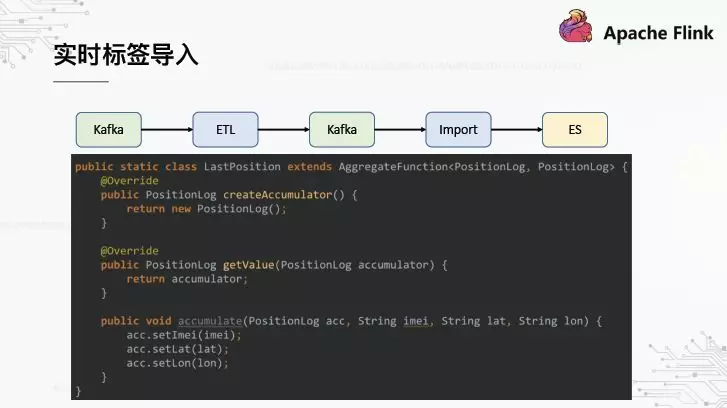 Apache Flink
实时标签导入
Kafka ETL Kafka Import ES
public static class LastPosition extends AggregateFunction<PositionLog, PositionLog> {
    @Override
    public PositionLog createAccumulator() {
        return new PositionLog();
    }
    @Override
    public PositionLog getValue(PositionLog accumulator) {
        return accumulator;
    }
    public void accumulate(PositionLog acc, String imei, String lat, String lon) {
        acc.setImei(imei);
        acc.setLat(lat);
        acc.setLon(lon);
    }
}